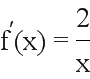 f′(x) = 2/x